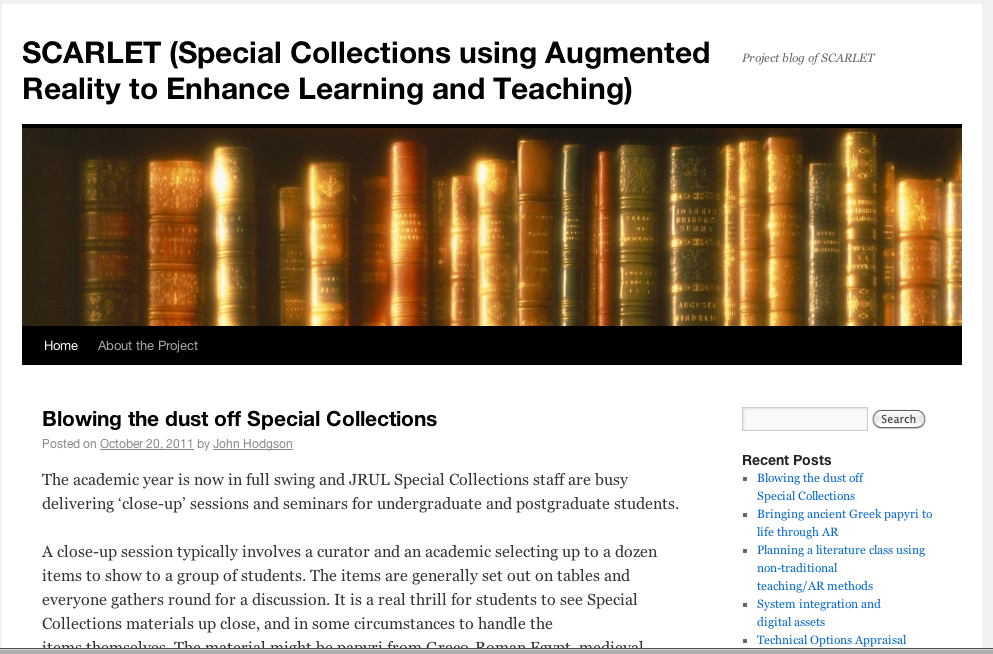 SCARLET (Special Collections using Augmented
Reality to Enhance Learning and Teaching)
Project blog of SCARLET
Home About the Project
Blowing the dust off Special Collections
Posted on October 20, 2011 by John Hodgson
The academic year is now in full swing and JRUL Special Collections staff are busy
delivering ‘close-up’ sessions and seminars for undergraduate and postgraduate students.
A close-up session typically involves a curator and an academic selecting up to a dozen
items to show to a group of students. The items are generally set out on tables and
everyone gathers round for a discussion. It is a real thrill for students to see Special
Collections materials up close, and in some circumstances to handle the
items themselves. The material might be papyri from Greco-Roman Egypt, medieval
Search
Recent Posts
Blowing the dust off
Special Collections
Bringing ancient Greek papyri to
life through AR
Planning a literature class using
non-traditional
teaching/AR methods
System integration and
digital assets
Technical Options Appraisal